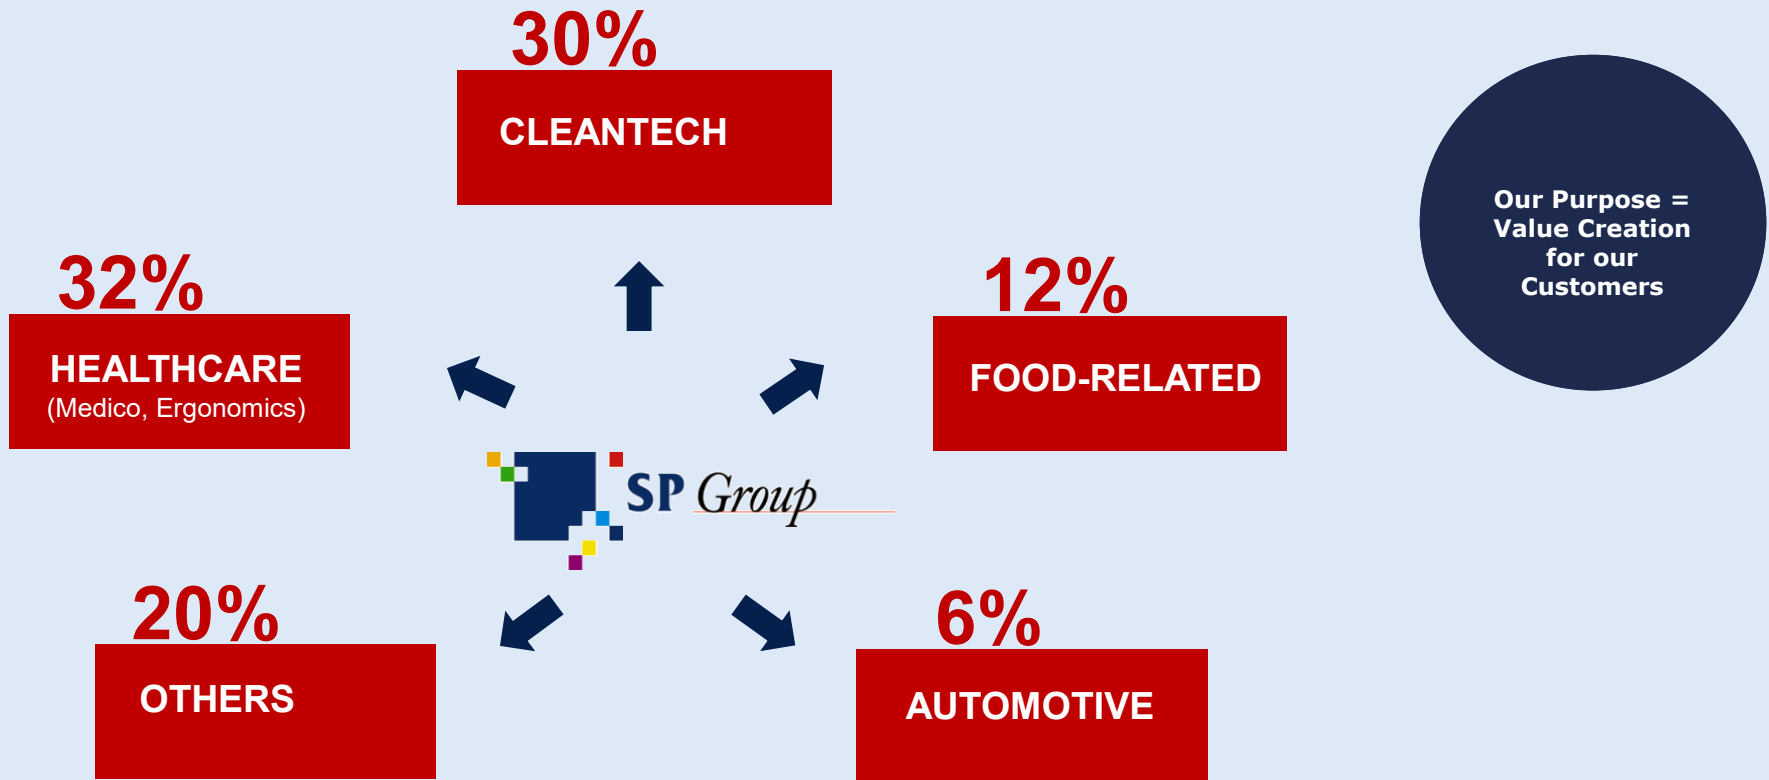 30%
CLEANTECH
32%
HEALTHCARE
(Medico, Ergonomics)
12%
FOOD-RELATED
Our Purpose =
Value Creation
for our
Customers
SP Group
20%
OTHERS
6%
AUTOMOTIVE